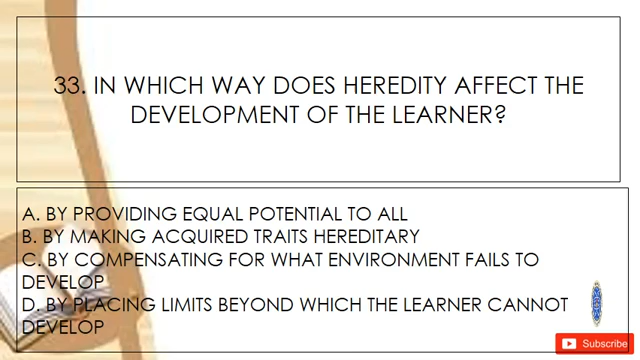 33. IN WHICH WAY DOES HEREDITY AFFECT THE
DEVELOPMENT OF THE LEARNER?
A. BY PROVIDING EQUAL POTENTIAL TO ALL
B. BY MAKING ACQUIRED TRAITS HEREDITARY
C. BY COMPENSATING FOR WHAT ENVIRONMENT FAILS TO
DEVELOP
D. BY PLACING LIMITS BEYOND WHICH THE LEARNER CANNOT
DEVELOP
Subscribe